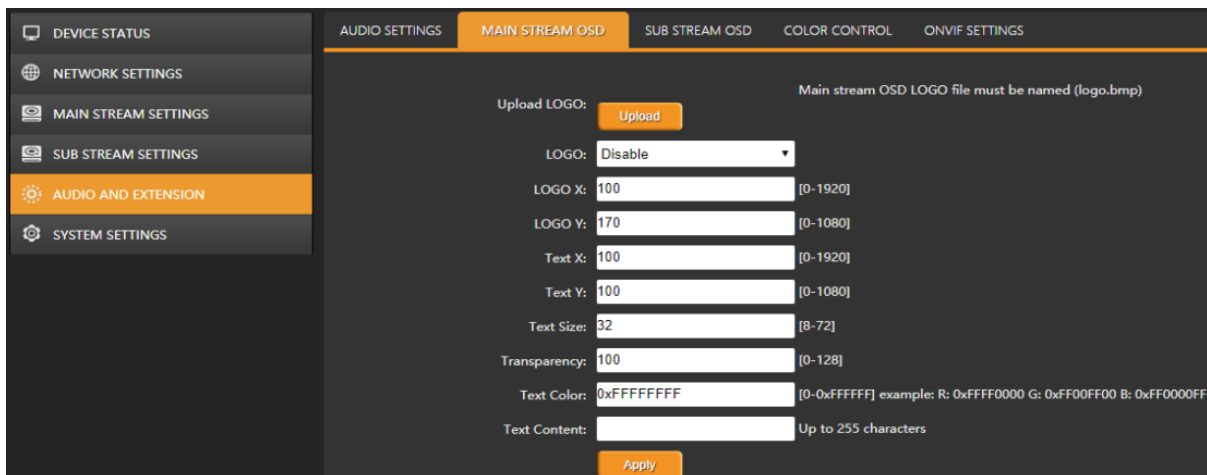 DEVICE STATUS
NETWORK SETTINGS
MAIN STREAM SETTINGS
SUB STREAM SETTINGS
AUDIO AND EXTENSION
SYSTEM SETTINGS
AUDIO SETTINGS MAIN STREAM OSD SUB STREAM OSD COLOR CONTROL ONVIF SETTINGS
Main stream OSD LOGO file must be named (logo.bmp)
Upload LOGO: Upload
LOGO: Disable
LOGO X: 100 [0-1920]
LOGO Y: 170 [0-1080]
Text X: 100 [0-1920]
Text Y: 100 [0-1080]
Text Size: 32 [8-72]
Transparency: 100 [0-128]
Text Color: 0xFFFFFFFF [0-0xFFFFFF] example: R: 0xFFFF0000 G: 0xFF00FF00 B: 0xFF0000FF
Text Content: Up to 255 characters
Apply